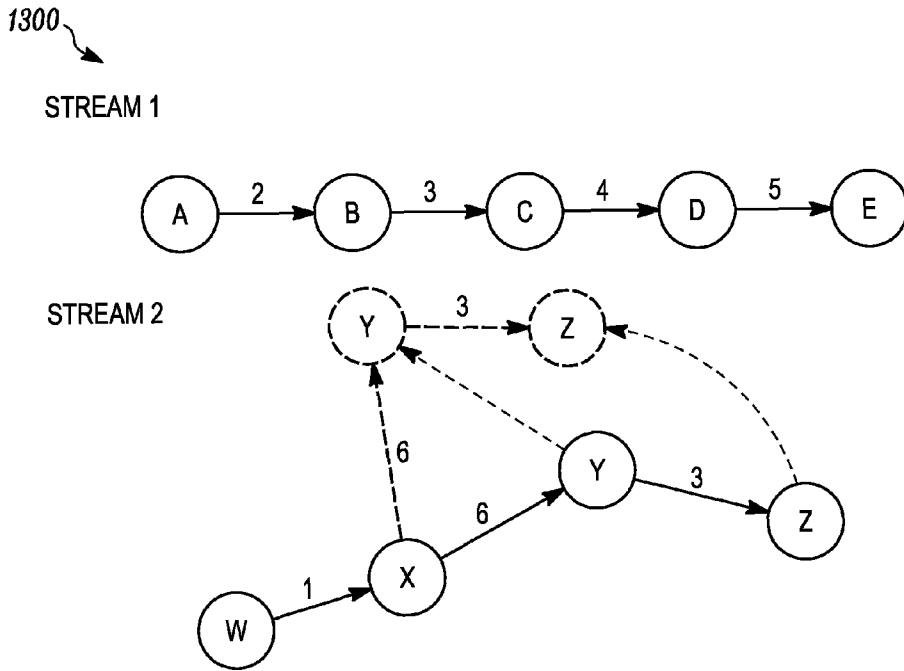 1300
STREAM 1
A 2 B 3 C 4 D 5 E
STREAM 2
Y 3 Z
6
6
Y 3 Z
X
1
W